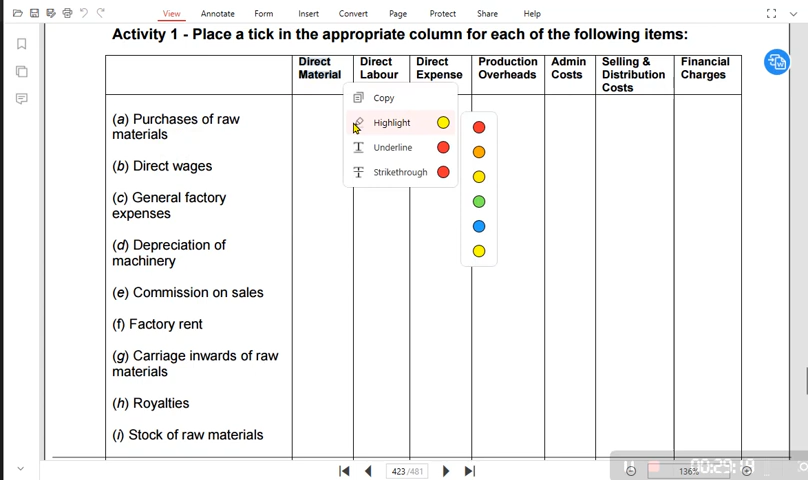 View Annotate Form Insert Convert Page Protect Share Help
Activity 1 - Place a tick in the appropriate column for each of the following items:
Direct Material
Direct Labour
Direct Expense
Production Overheads
Admin Costs
Selling & Distribution Costs
Financial Charges
Copy
Highlight
Underline
Strikethrough
(a) Purchases of raw
materials
(b) Direct wages
(c) General factory
expenses
(d) Depreciation of
machinery
(e) Commission on sales
(f) Factory rent
(g) Carriage inwards of raw
materials
(h) Royalties
(i) Stock of raw materials
423 /481
00:29:19
136%